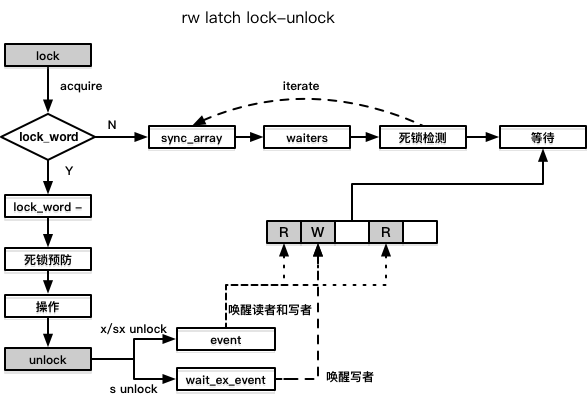 rw latch lock-unlock
lock
acquire
iterate
lock_word
N
sync_array
waiters
死锁检测
等待
Y
lock_word -
R
W
R
死锁预防
操作
唤醒读者和写者
x/sx unlock
event
unlock
s unlock
wait_ex_event
唤醒写者